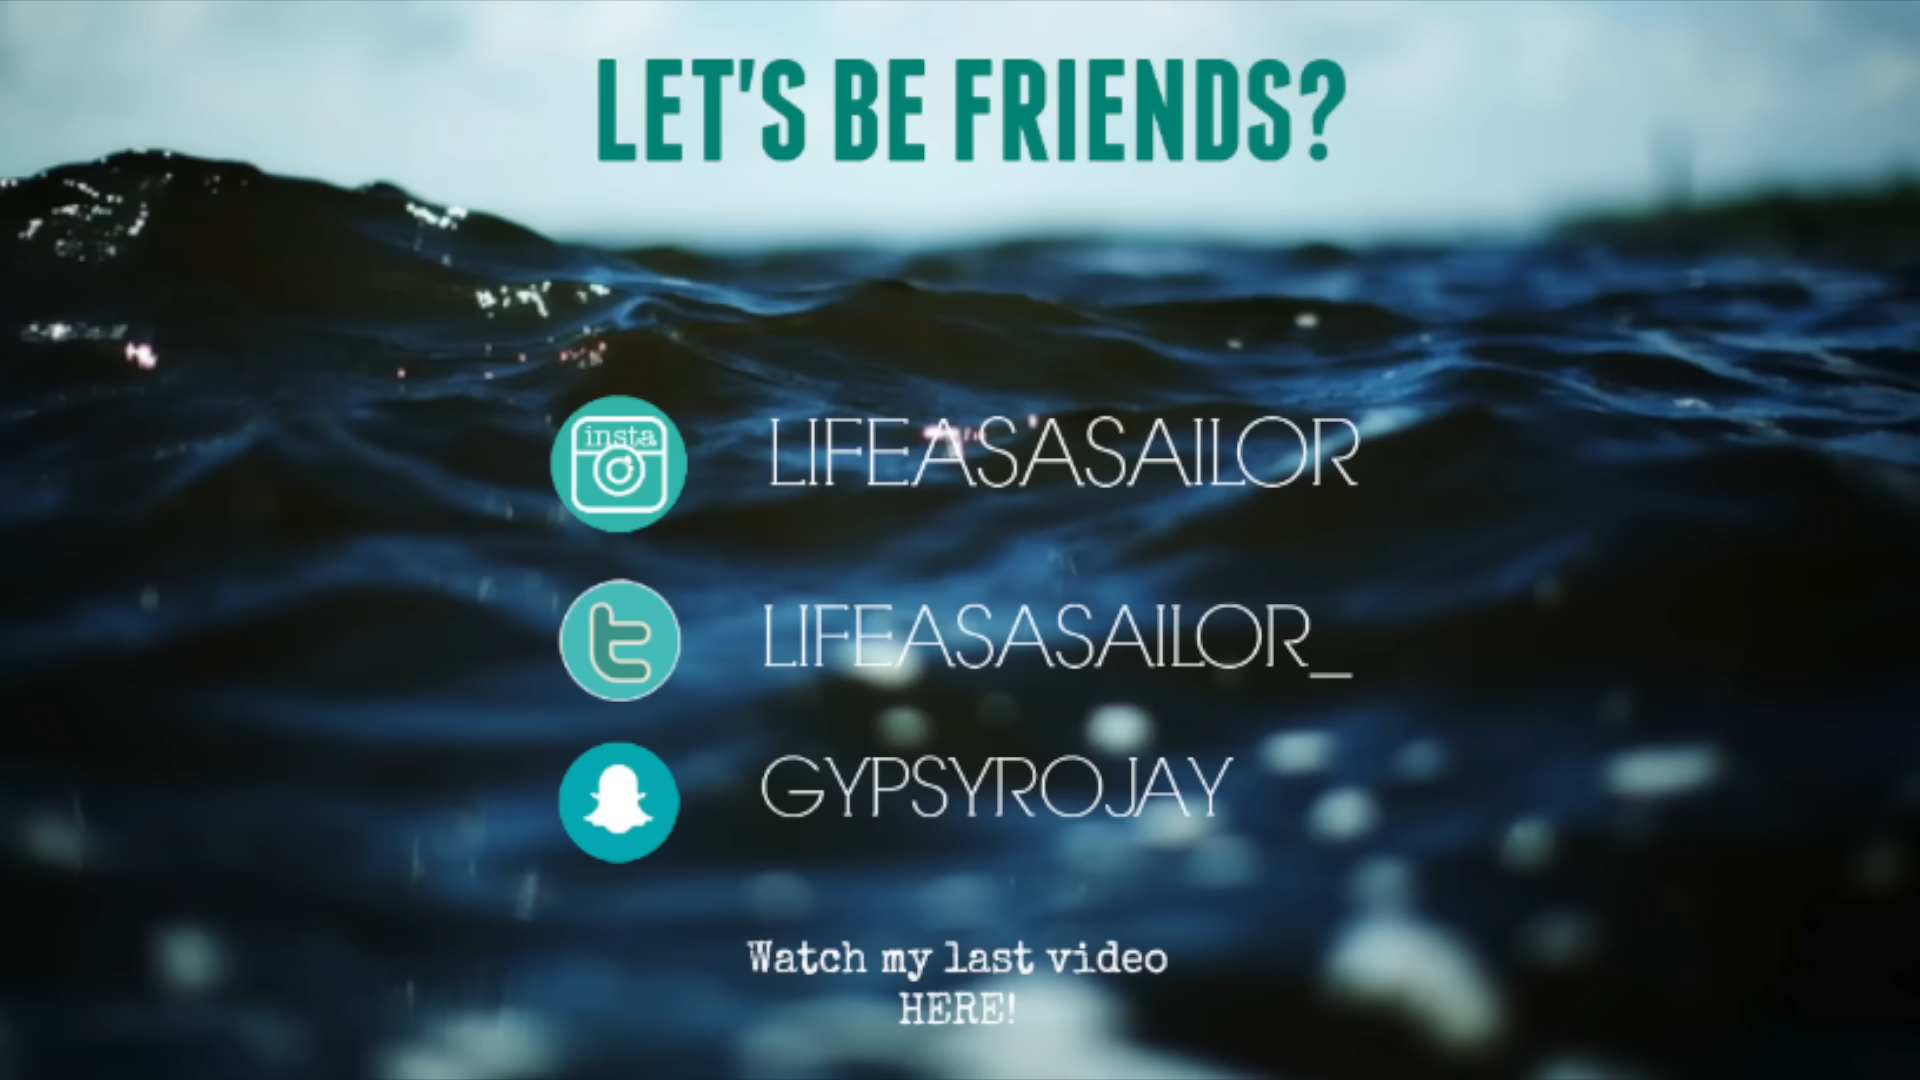 LET'S BE FRIENDS?
insta
LIFEASASAILOR
t
LIFEASASAILOR_
GYPSYROJAY
Watch my last video
HERE!